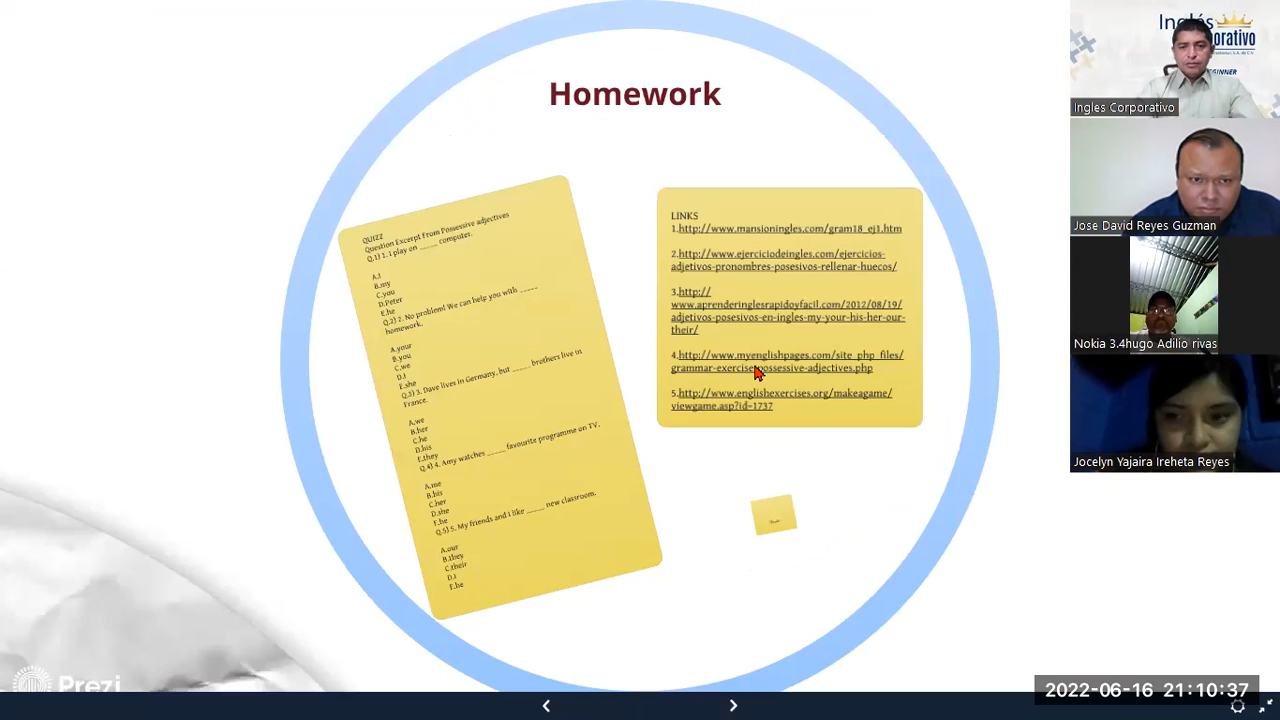 Homework
QUIZZ
Question Excerpt From Possessive adjectives
Q.1) 1. I play on _____ computer.
A.I
B.my
C.you
D.Peter
E.he
Q.2) 2. No problem! We can help you with _____
homework.
A.your
B.you
C.we
D.I
E.she
Q.3) 3. Dave lives in Germany, but _____ brothers live in
France.
A.we
B.her
C.he
D.his
E.they
Q.4) 4. Amy watches _____ favourite programme on TV.
A.me
B.his
C.her
D.she
E.he
Q.5) 5. My friends and I like _____ new classroom.
A.our
B.they
C.their
D.I
E.he
LINKS
1.http://www.mansioningles.com/gram18_ej1.htm
2.http://www.ejerciciodeingles.com/ejercicios-
adjetivos-pronombres-posesivos-rellenar-huecos/
3.http://
www.aprenderinglesrapidoyfacil.com/2012/08/19/
adjetivos-posesivos-en-ingles-my-your-his-her-our-
their/
4.http://www.myenglishpages.com/site_php_files/
grammar-exercise-possessive-adjectives.php
5.http://www.englishexercises.org/makeagame/
viewgame.asp?id=1737
Ingles Corporativo
Jose David Reyes Guzman
Nokia 3.4hugo Adilio rivas
Jocelyn Yajaira Ireheta Reyes
Prezi
2022-06-16 21:10:37